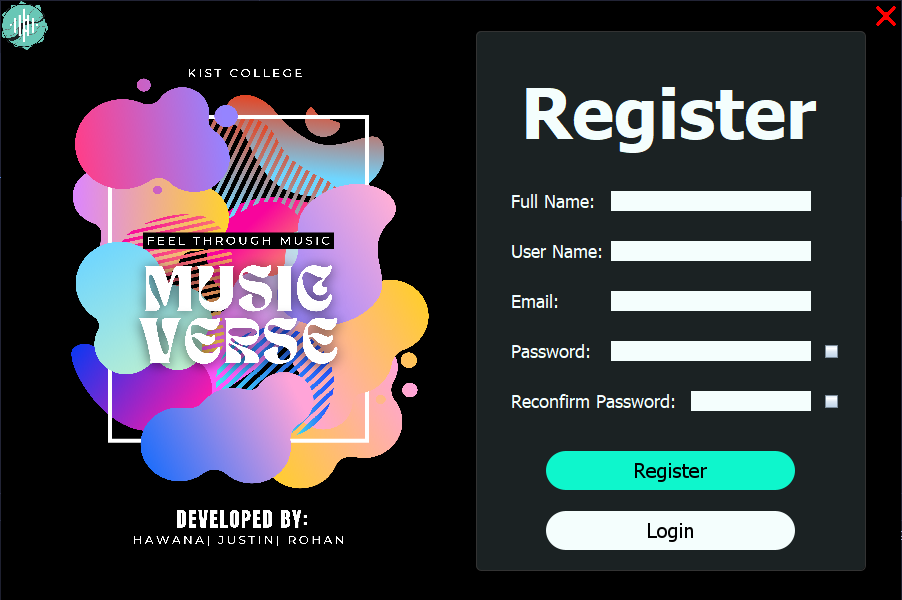 KIST COLLEGE
FEEL THROUGH MUSIC
MUSIC
VERSE
DEVELOPED BY:
HAWANA| JUSTIN| ROHAN
Register
Full Name:
User Name:
Email:
Password:
Reconfirm Password:
Register
Login